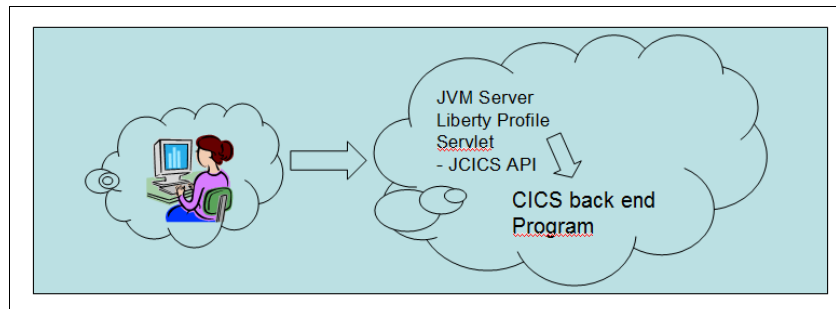 JVM Server
Liberty Profile
Servlet
- JCICS API
CICS back end
Program